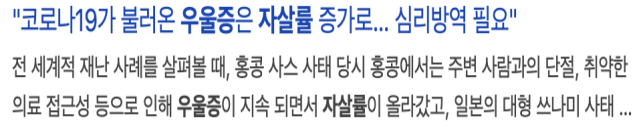 "코로나19가 불러온 우울증은 자살률 증가로... 심리방역 필요"
전 세계적 재난 사례를 살펴볼 때, 홍콩 사스 사태 당시 홍콩에서는 주변 사람과의 단절, 취약한
의료 접근성 등으로 인해 우울증이 지속 되면서 자살률이 올라갔고, 일본의 대형 쓰나미 사태 ...